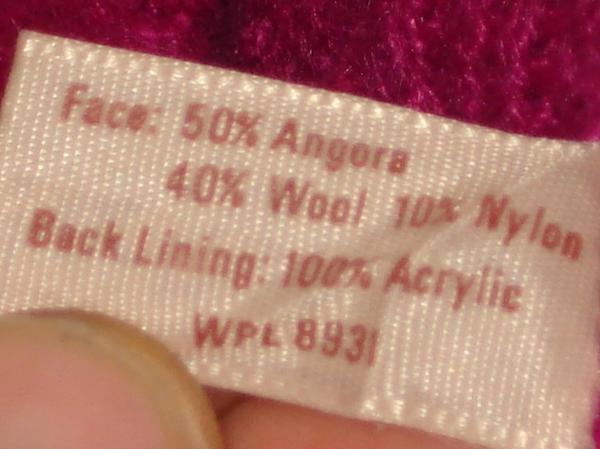 Face: 50% Angora
40% Wool 10% Nylon
Back Lining: 100% Acrylic
WPL 8931